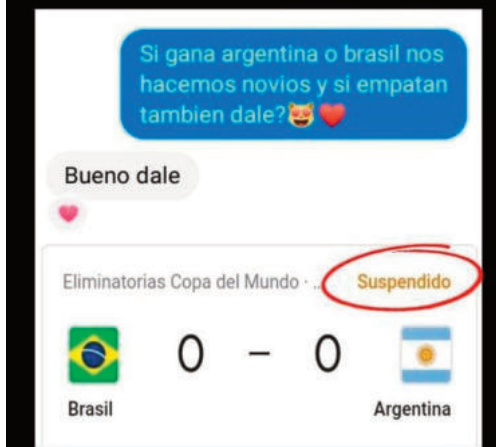 Si gana argentina o brasil nos
hacemos novios y si empatan
tambien dale?😻❤️
Bueno dale
💗
Eliminatorias Copa del Mundo · .. Suspendido
0 – 0
Brasil Argentina